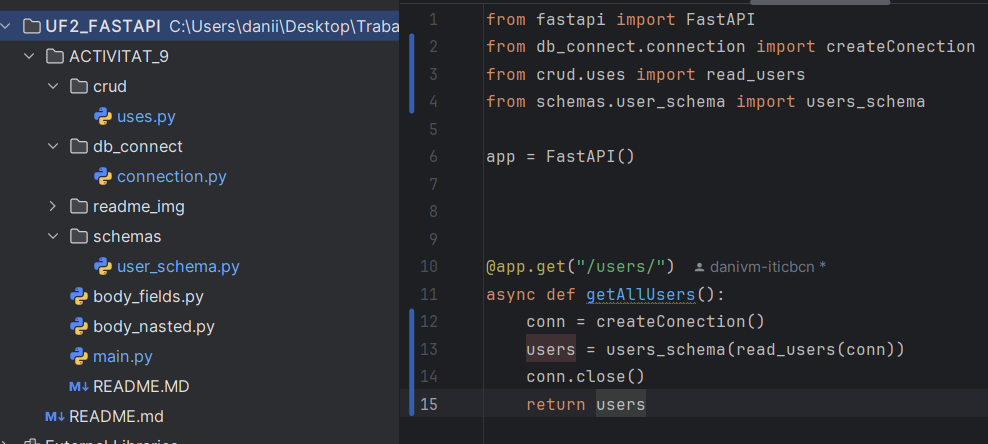 UF2_FASTAPI C:\Users\danii\Desktop\Traba
ACTIVITAT_9
crud
uses.py
db_connect
connection.py
readme_img
schemas
user_schema.py
body_fields.py
body_nasted.py
main.py
M↓ README.MD
M↓ README.md
External Libraries
1 from fastapi import FastAPI
2 from db_connect.connection import createConection
3 from crud.uses import read_users
4 from schemas.user_schema import users_schema
5
6 app = FastAPI()
7
8
9
10 @app.get("/users/") danivm-iticbcn *
11 async def getAllUsers():
12 conn = createConection()
13 users = users_schema(read_users(conn))
14 conn.close()
15 return users